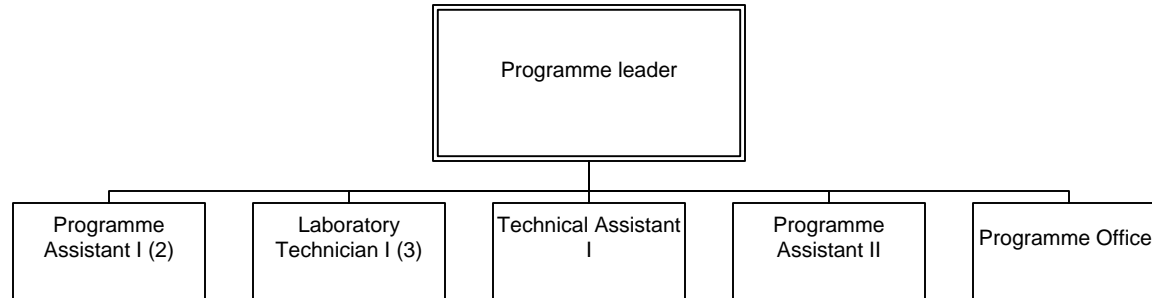 Programme leader
Programme
Assistant I (2)
Laboratory
Technician I (3)
Technical Assistant
I
Programme
Assistant II
Programme Office